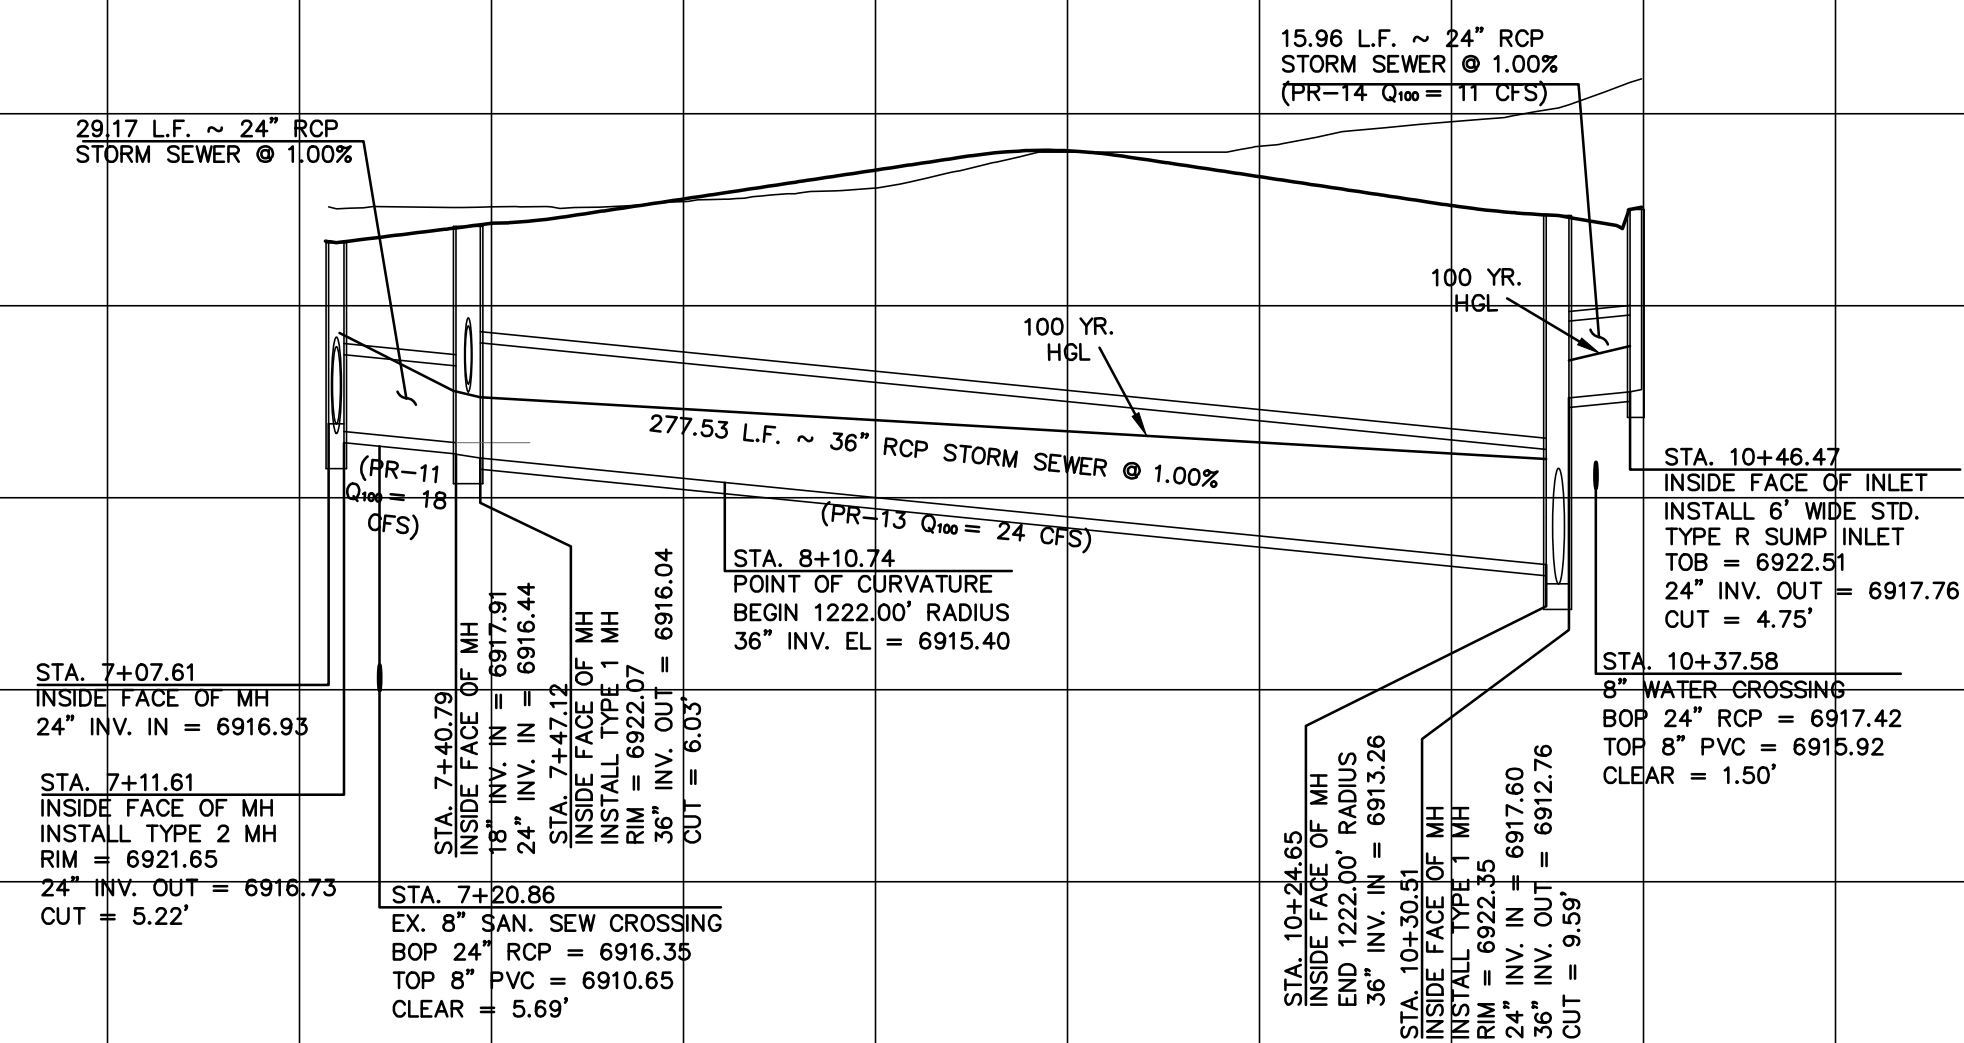 15.96 L.F. ~ 24" RCP
STORM SEWER @ 1.00%
(PR-14 Q100 = 11 CFS)
29.17 L.F. ~ 24" RCP
STORM SEWER @ 1.00%
100 YR.
HGL
100 YR.
HGL
277.53 L.F. ~ 36" RCP STORM SEWER @ 1.00%
(PR-13 Q100 = 24 CFS)
(PR-11
Q100 = 18
CFS)
STA. 10+46.47
INSIDE FACE OF INLET
INSTALL 6' WIDE STD.
TYPE R SUMP INLET
TOB = 6922.51
24" INV. OUT = 6917.76
CUT = 4.75'
STA. 8+10.74
POINT OF CURVATURE
BEGIN 1222.00' RADIUS
36" INV. EL = 6915.40
STA. 7+07.61
INSIDE FACE OF MH
24" INV. IN = 6916.93
STA. 7+11.61
INSIDE FACE OF MH
INSTALL TYPE 2 MH
RIM = 6921.65
24" INV. OUT = 6916.73
CUT = 5.22'
STA. 7+20.86
EX. 8" SAN. SEW CROSSING
BOP 24" RCP = 6916.35
TOP 8" PVC = 6910.65
CLEAR = 5.69'
STA. 7+40.79
INSIDE FACE OF MH
18" INV. IN = 6917.91
24" INV. IN = 6916.44
STA. 7+47.12
INSIDE FACE OF MH
INSTALL TYPE 1 MH
RIM = 6922.07
36" INV. OUT = 6916.04
CUT = 6.03'
STA. 10+24.65
INSIDE FACE OF MH
END 1222.00' RADIUS
36" INV. IN = 6913.26
STA. 10+30.51
INSIDE FACE OF MH
INSTALL TYPE 1 MH
RIM = 6922.35
24" INV. IN = 6917.60
36" INV. OUT = 6912.76
CUT = 9.59'
STA. 10+37.58
8" WATER CROSSING
BOP 24" RCP = 6917.42
TOP 8" PVC = 6915.92
CLEAR = 1.50'